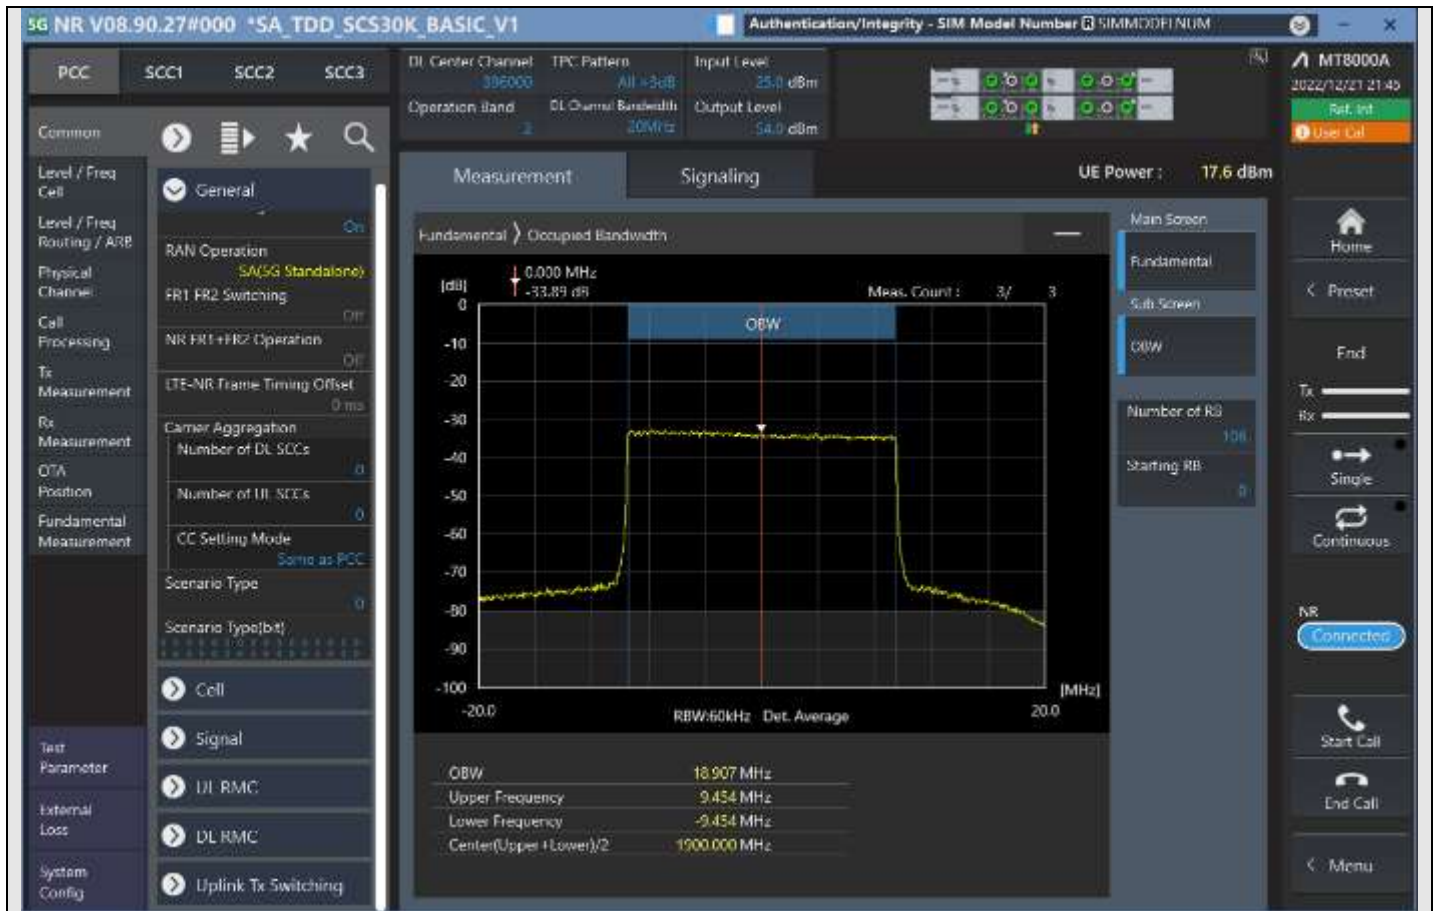 5G NR V08.90.27#000 *SA_TDD_SCS30K_BASIC_V1
Authentication/Integrity - SIM Model Number R SIMMODELNUM
PCC SCC1 SCC2 SCC3
DL Center Channel TPC Pattern Input Level
All +3dB 25.0 dBm
Operation Band DL Channel Bandwidth Output Level
2 20MHz 54.0 dBm
MT8000A
2022/12/21 21:45
Ref. Int
User Cal
Common
Level / Freq
Cell
Level / Freq
Routing / ARB
Physical
Channel
Call
Processing
Tx
Measurement
Rx
Measurement
OTA
Position
Fundamental
Measurement
Test
Parameter
External
Loss
System
Config
General
On
RAN Operation
SA(5G Standalone)
FR1 FR2 Switching
Off
NR FR1+FR2 Operation
Off
LTE-NR Frame Timing Offset
0 ms
Carrier Aggregation
Number of DL SCCs
0
Number of UL SCCs
0
CC Setting Mode
Same as PCC
Scenario Type
0
Scenario Type(bit)
Cell
Signal
UL RMC
DL RMC
Uplink Tx Switching
Measurement Signaling
UE Power : 17.6 dBm
Fundamental Occupied Bandwidth
[dB]
0.000 MHz
-33.89 dB
Meas. Count : 3/ 3
OBW
0
-10
-20
-30
-40
-50
-60
-70
-80
-90
-100
-20.0
20.0
[MHz]
RBW:60kHz Det. Average
OBW 18.907 MHz
Upper Frequency 9.454 MHz
Lower Frequency -9.454 MHz
Center(Upper+Lower)/2 1900.000 MHz
Main Screen
Fundamental
Sub Screen
OBW
Number of RB
106
Starting RB
0
Home
Preset
End
Tx
Rx
Single
Continuous
NR
Connected
Start Call
End Call
Menu